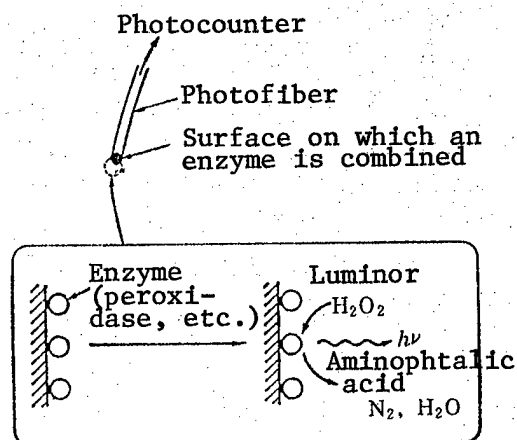 Photocounter
Photofiber
Surface on which an
enzyme is combined
Enzyme
(peroxi-
dase, etc.)
Luminor
H₂O₂
hν
Aminophtalic
acid
N₂, H₂O